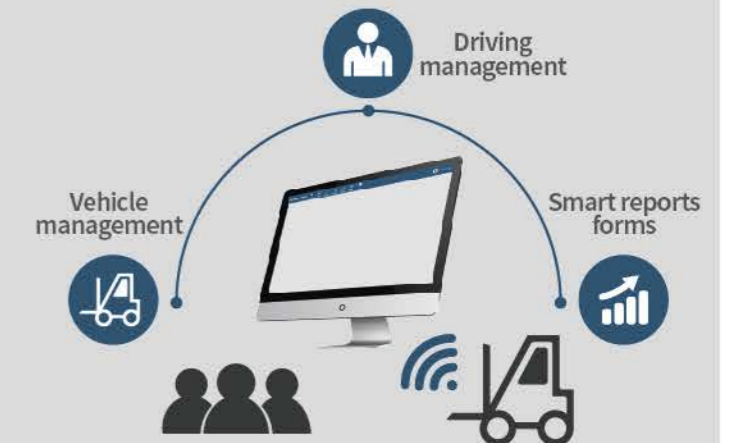 Driving
management
Vehicle
management
Smart reports
forms